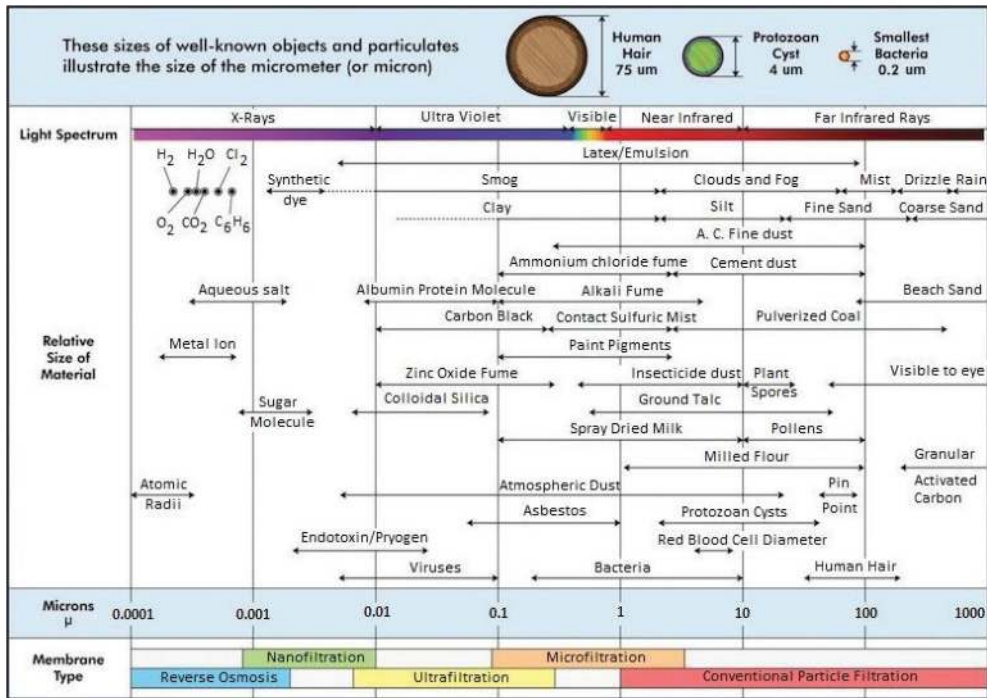 These sizes of well-known objects and particulates
illustrate the size of the micrometer (or micron)
Human
Hair
75 um
Protozoan
Cyst
4 um
Smallest
Bacteria
0.2 um
Light Spectrum
X-Rays
Ultra Violet
Visible
Near Infrared
Far Infrared Rays
Latex/Emulsion
H2
H2O
Cl2
O2
CO2
C6H6
Synthetic
dye
Smog
Clouds and Fog
Mist
Drizzle
Rain
Clay
Silt
Fine Sand
Coarse Sand
A. C. Fine dust
Ammonium chloride fume
Cement dust
Aqueous salt
Albumin Protein Molecule
Alkali Fume
Beach Sand
Carbon Black
Contact Sulfuric Mist
Pulverized Coal
Relative
Size of
Material
Metal Ion
Paint Pigments
Zinc Oxide Fume
Insecticide dust
Plant
Spores
Visible to eye
Sugar
Molecule
Colloidal Silica
Ground Talc
Spray Dried Milk
Pollens
Milled Flour
Granular
Activated
Carbon
Atomic
Radii
Atmospheric Dust
Pin
Point
Asbestos
Protozoan Cysts
Endotoxin/Pryogen
Red Blood Cell Diameter
Viruses
Bacteria
Human Hair
Microns
µ
0.0001
0.001
0.01
0.1
1
10
100
1000
Membrane
Type
Nanofiltration
Microfiltration
Reverse Osmosis
Ultrafiltration
Conventional Particle Filtration